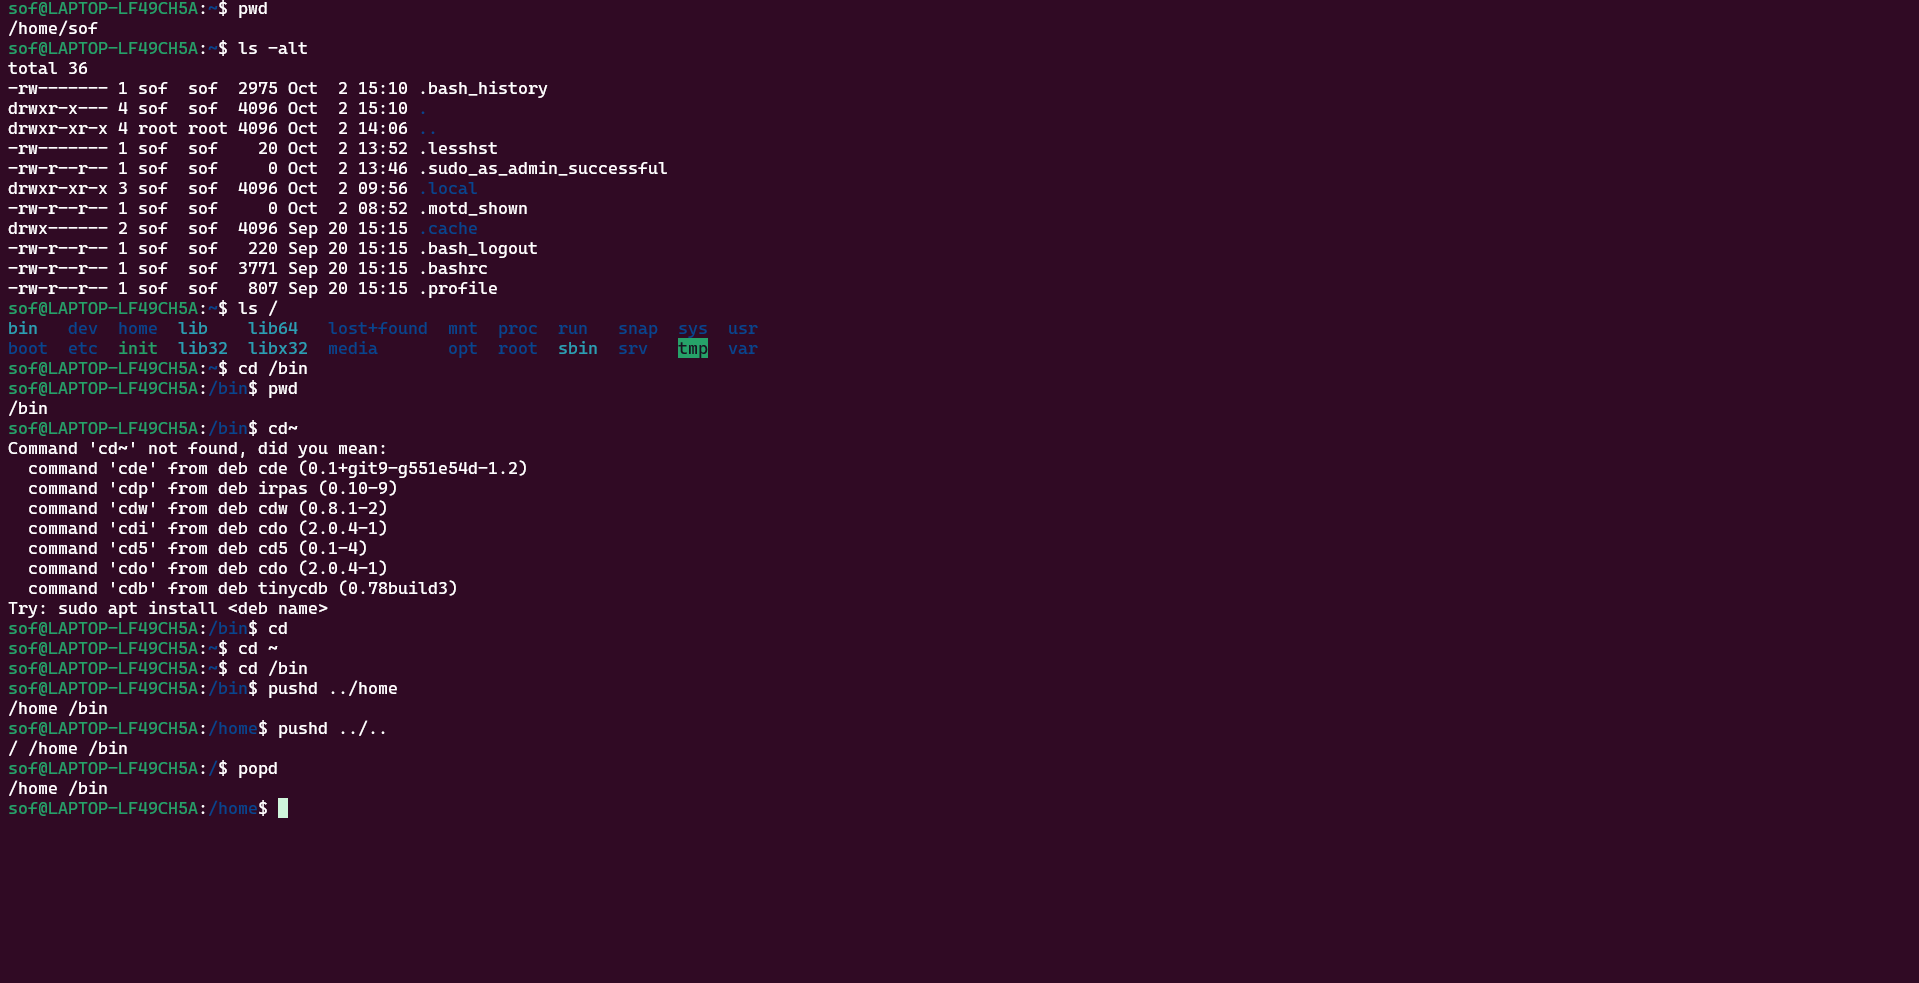 sof@LAPTOP-LF49CH5A:~$ pwd
/home/sof
sof@LAPTOP-LF49CH5A:~$ ls -alt
total 36
-rw------- 1 sof  sof  2975 Oct  2 15:10 .bash_history
drwxr-x--- 4 sof  sof  4096 Oct  2 15:10 .
drwxr-xr-x 4 root root 4096 Oct  2 14:06 ..
-rw------- 1 sof  sof    20 Oct  2 13:52 .lesshst
-rw-r--r-- 1 sof  sof     0 Oct  2 13:46 .sudo_as_admin_successful
drwxr-xr-x 3 sof  sof  4096 Oct  2 09:56 .local
-rw-r--r-- 1 sof  sof     0 Oct  2 08:52 .motd_shown
drwx------ 2 sof  sof  4096 Sep 20 15:15 .cache
-rw-r--r-- 1 sof  sof   220 Sep 20 15:15 .bash_logout
-rw-r--r-- 1 sof  sof  3771 Sep 20 15:15 .bashrc
-rw-r--r-- 1 sof  sof   807 Sep 20 15:15 .profile
sof@LAPTOP-LF49CH5A:~$ ls /
bin   dev  home  lib    lib64   lost+found  mnt  proc  run   snap  sys  usr
boot  etc  init  lib32  libx32  media       opt  root  sbin  srv   tmp  var
sof@LAPTOP-LF49CH5A:~$ cd /bin
sof@LAPTOP-LF49CH5A:/bin$ pwd
/bin
sof@LAPTOP-LF49CH5A:/bin$ cd~
Command 'cd~' not found, did you mean:
  command 'cde' from deb cde (0.1+git9-g551e54d-1.2)
  command 'cdp' from deb irpas (0.10-9)
  command 'cdw' from deb cdw (0.8.1-2)
  command 'cdi' from deb cdo (2.0.4-1)
  command 'cd5' from deb cd5 (0.1-4)
  command 'cdo' from deb cdo (2.0.4-1)
  command 'cdb' from deb tinycdb (0.78build3)
Try: sudo apt install <deb name>
sof@LAPTOP-LF49CH5A:/bin$ cd
sof@LAPTOP-LF49CH5A:~$ cd ~
sof@LAPTOP-LF49CH5A:~$ cd /bin
sof@LAPTOP-LF49CH5A:/bin$ pushd ../home
/home /bin
sof@LAPTOP-LF49CH5A:/home$ pushd ../..
/ /home /bin
sof@LAPTOP-LF49CH5A:/$ popd
/home /bin
sof@LAPTOP-LF49CH5A:/home$